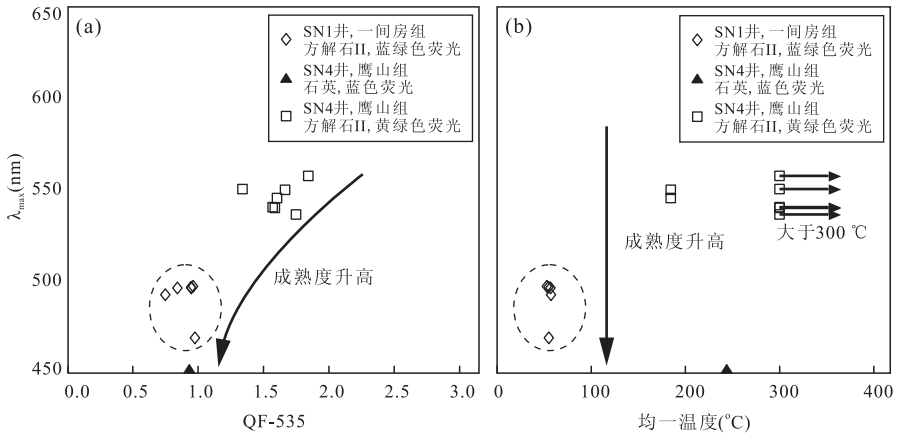 (a)
SN1井, 一间房组
方解石II, 蓝绿色荧光
SN4井, 鹰山组
石英, 蓝色荧光
SN4井, 鹰山组
方解石II, 黄绿色荧光
成熟度升高
λmax(nm)
650
600
550
500
450
0.0 0.5 1.0 1.5 2.0 2.5 3.0
QF-535
(b)
SN1井, 一间房组
方解石II, 蓝绿色荧光
SN4井, 鹰山组
石英, 蓝色荧光
SN4井, 鹰山组
方解石II, 黄绿色荧光
大于300 ℃
成熟度升高
0 100 200 300 400
均一温度(°C)